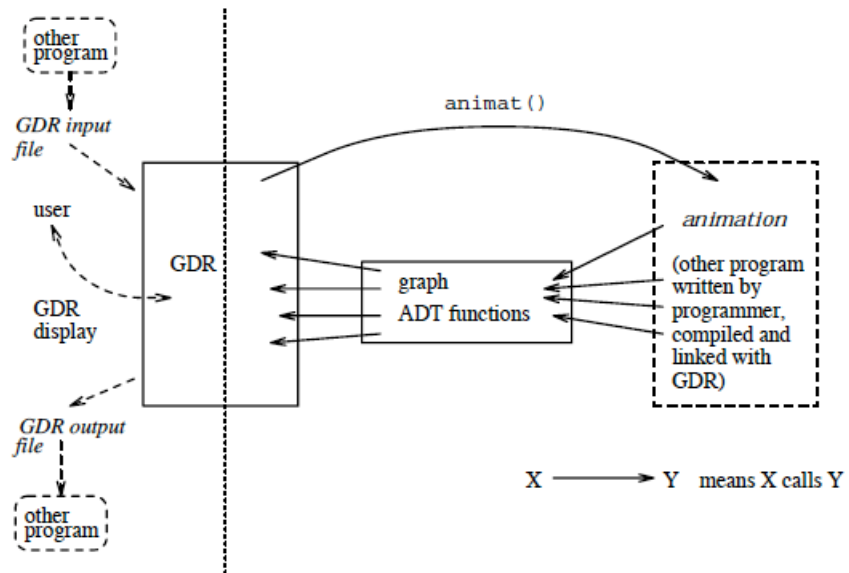 other
program
GDR input
file
user
GDR
display
GDR output
file
other
program
GDR
animat()
graph
ADT functions
animation
(other program
written by
programmer,
compiled and
linked with
GDR)
X Y means X calls Y